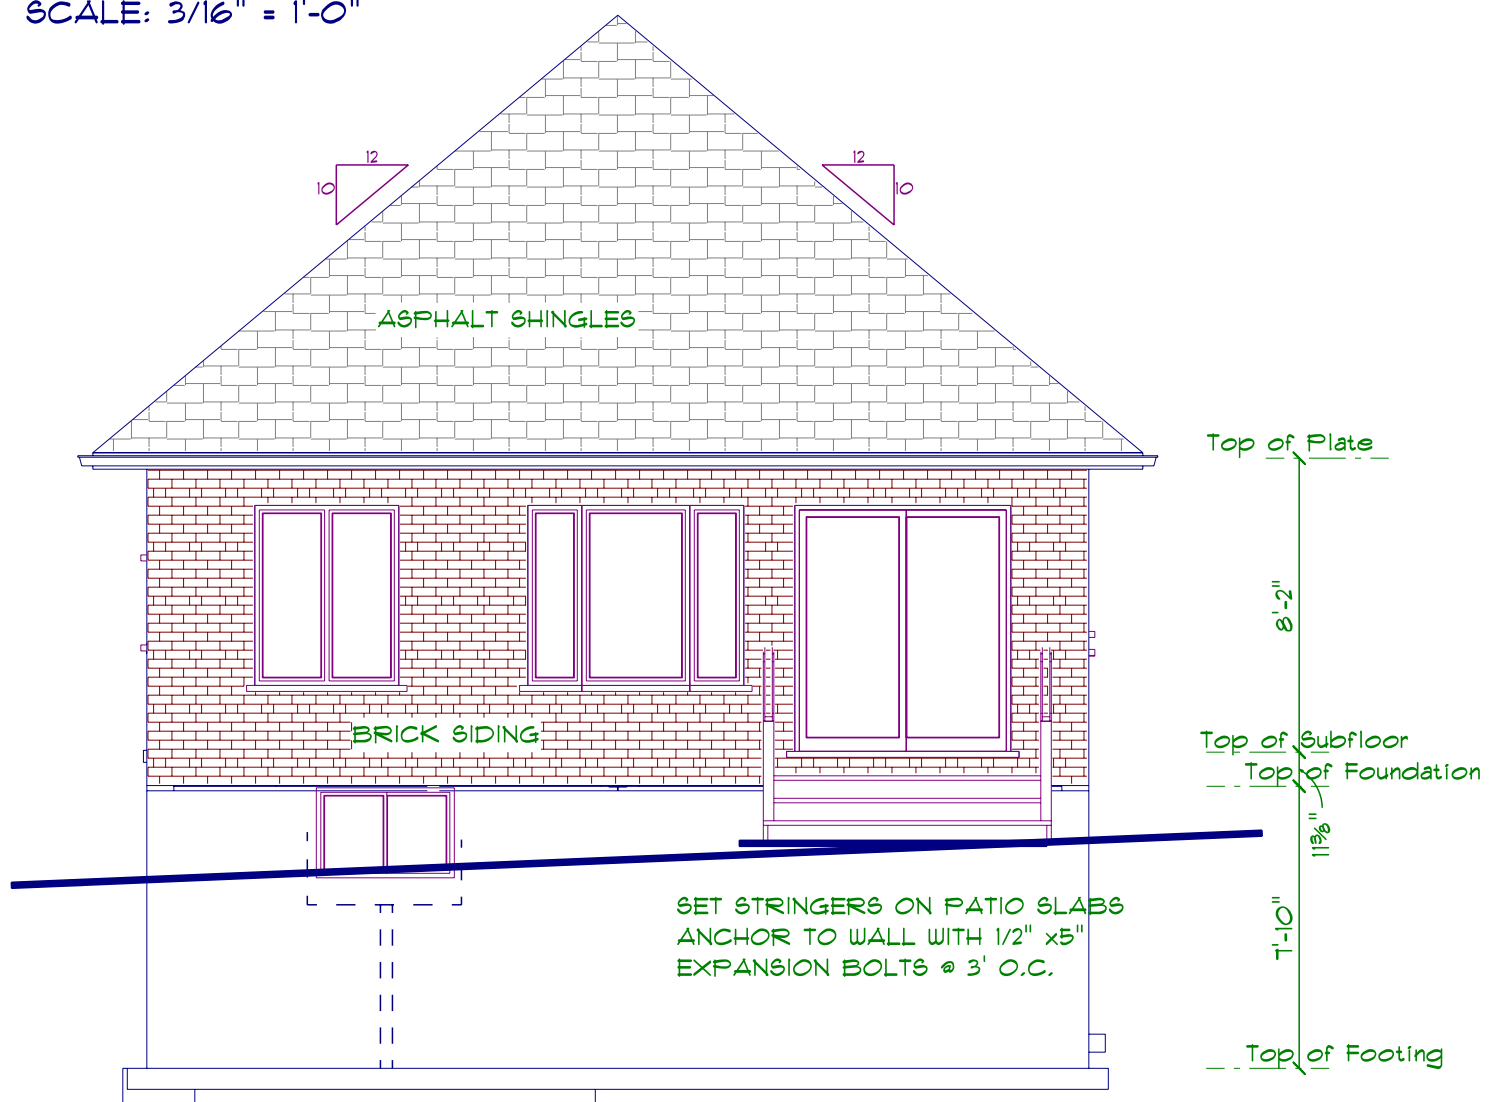 SCALE: 3/16" = 1'-0"
12
10
12
10
ASPHALT SHINGLES
Top of Plate
8'-2"
BRICK SIDING
Top of Subfloor
Top of Foundation
11 3/8"
SET STRINGERS ON PATIO SLABS
ANCHOR TO WALL WITH 1/2" x5"
EXPANSION BOLTS @ 3' O.C.
7'-10"
Top of Footing